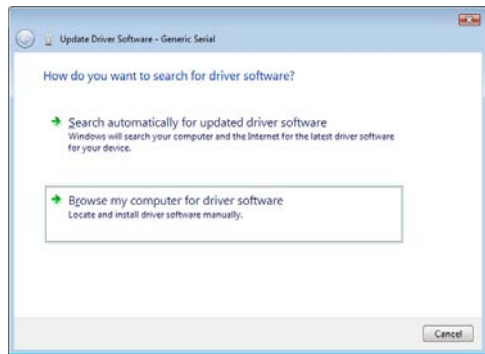 Update Driver Software - Generic Serial
How do you want to search for driver software?
Search automatically for updated driver software
Windows will search your computer and the Internet for the latest driver software
for your device.
Browse my computer for driver software
Locate and install driver software manually.
Cancel